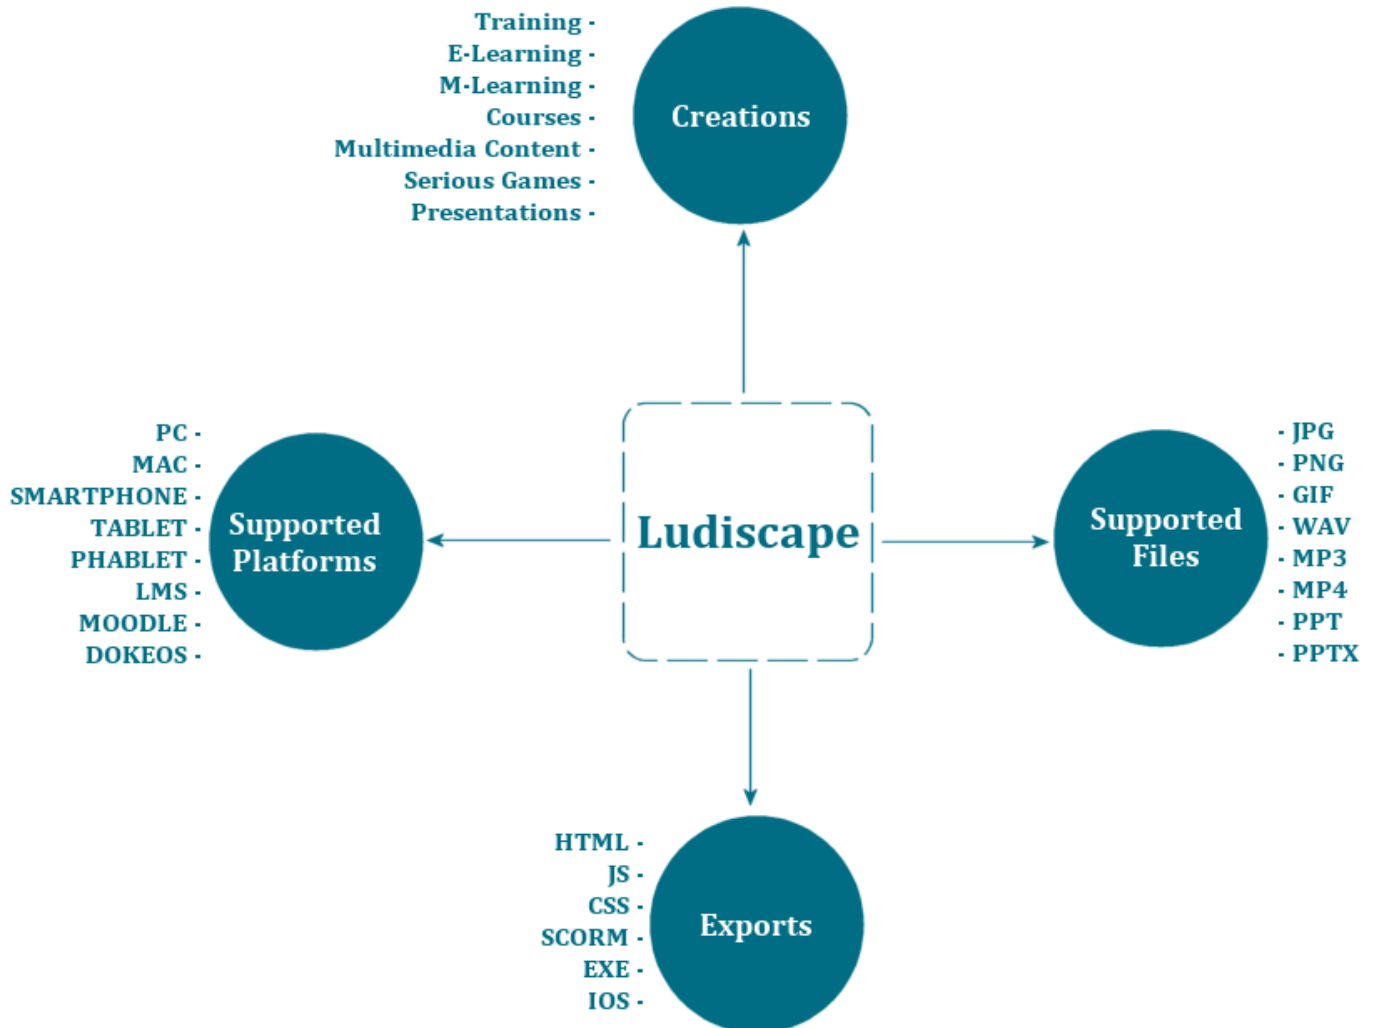 Training -
E-Learning -
M-Learning -
Courses -
Multimedia Content -
Serious Games -
Presentations -
Creations
PC -
MAC -
SMARTPHONE -
TABLET -
PHABLET -
LMS -
MOODLE -
DOKEOS -
Supported
Platforms
Ludiscape
Supported
Files
- JPG
- PNG
- GIF
- WAV
- MP3
- MP4
- PPT
- PPTX
HTML -
JS -
CSS -
SCORM -
EXE -
IOS -
Exports